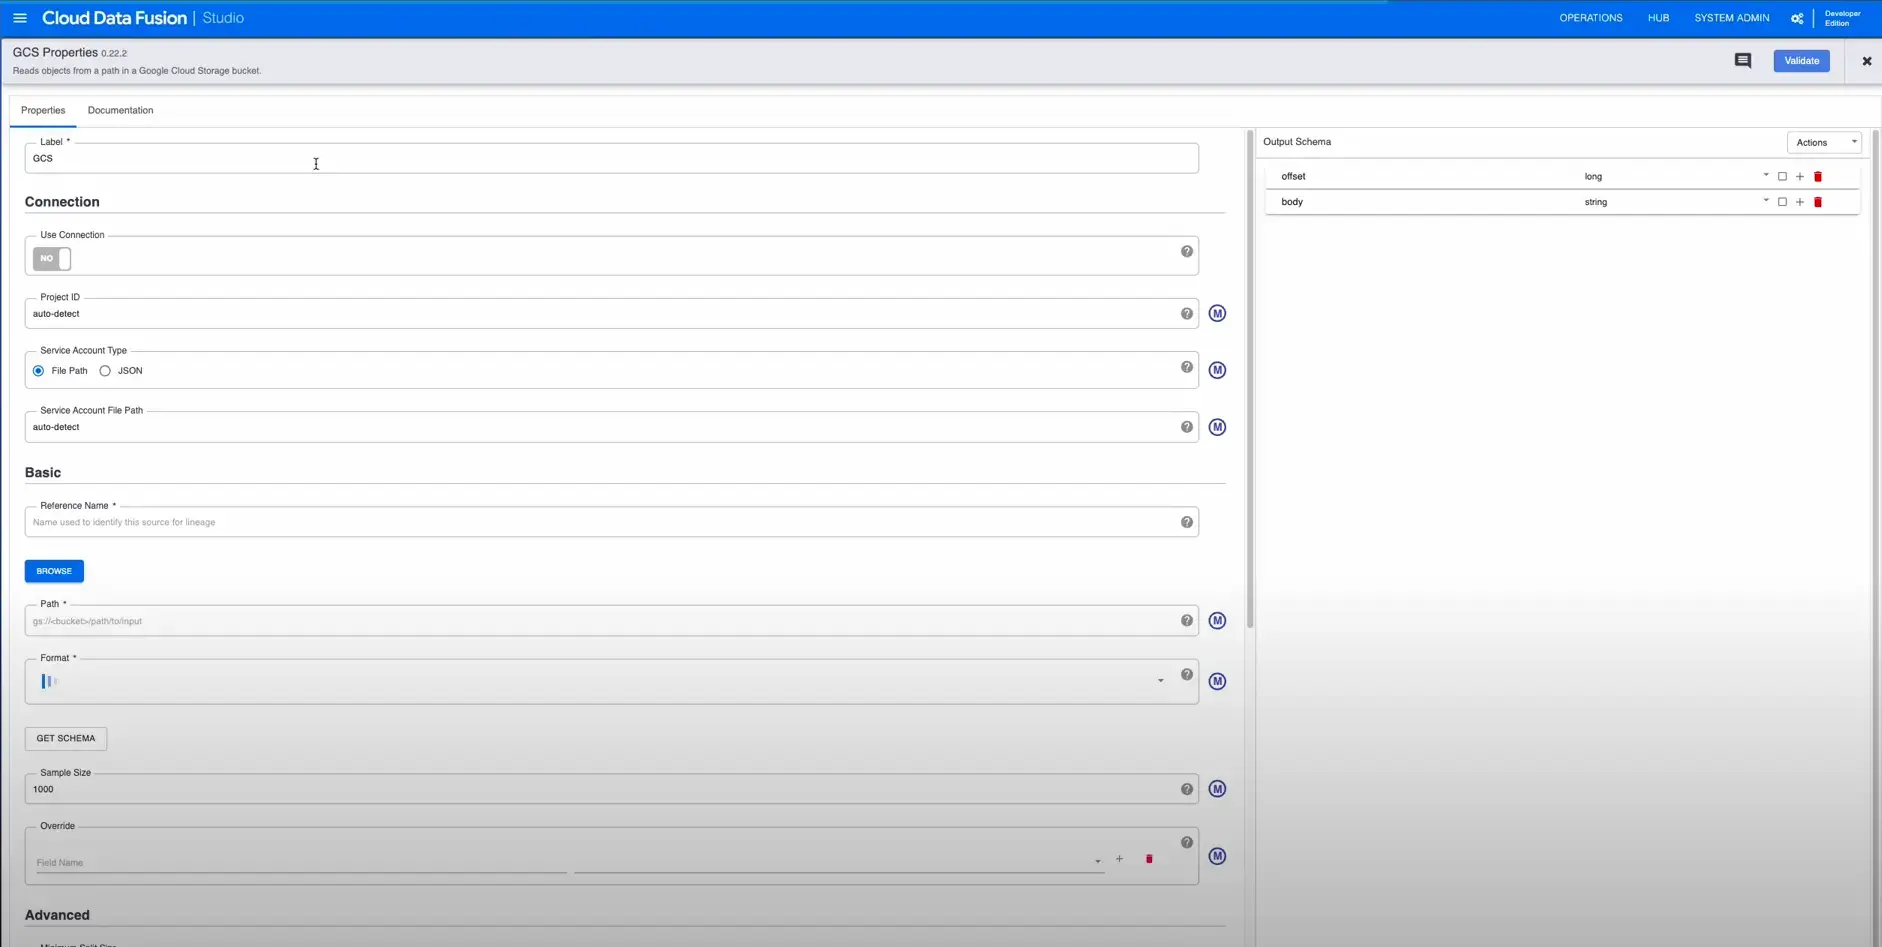 Cloud Data Fusion | Studio
OPERATIONS HUB SYSTEM ADMIN Developer Edition
GCS Properties 0.22.2
Reads objects from a path in a Google Cloud Storage bucket.
Validate
Properties Documentation
Label *
GCS
Connection
Use Connection
NO
Project ID
auto-detect
M
Service Account Type
File Path JSON
M
Service Account File Path
auto-detect
M
Basic
Reference Name *
Name used to identify this source for lineage
BROWSE
Path *
gs://<bucket>/path/to/input
M
Format *
M
GET SCHEMA
Sample Size
1000
M
Override
Field Name
M
Advanced
Minimum Split Size
Output Schema
Actions
offset long
body string